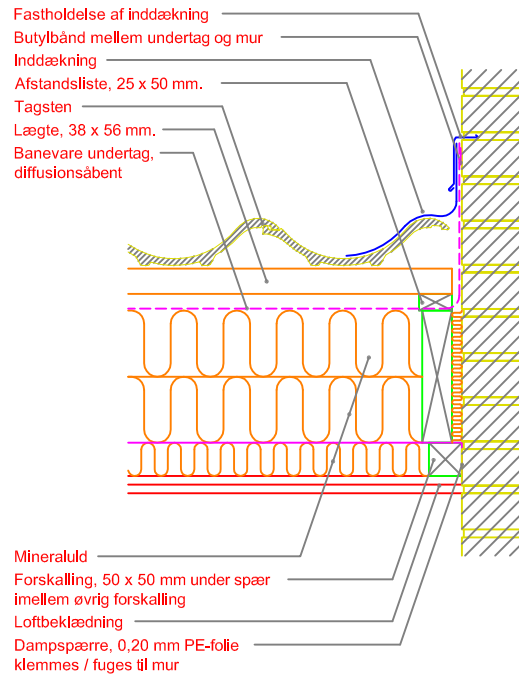 Fastholdelse af inddækning
Butylbånd mellem undertag og mur
Inddækning
Afstandsliste, 25 x 50 mm.
Tagsten
Lægte, 38 x 56 mm.
Banevare undertag,
diffusionsåbent
Mineraluld
Forskalling, 50 x 50 mm under spær
imellem øvrig forskalling
Loftbeklædning
Dampspærre, 0,20 mm PE-folie
klemmes / fuges til mur